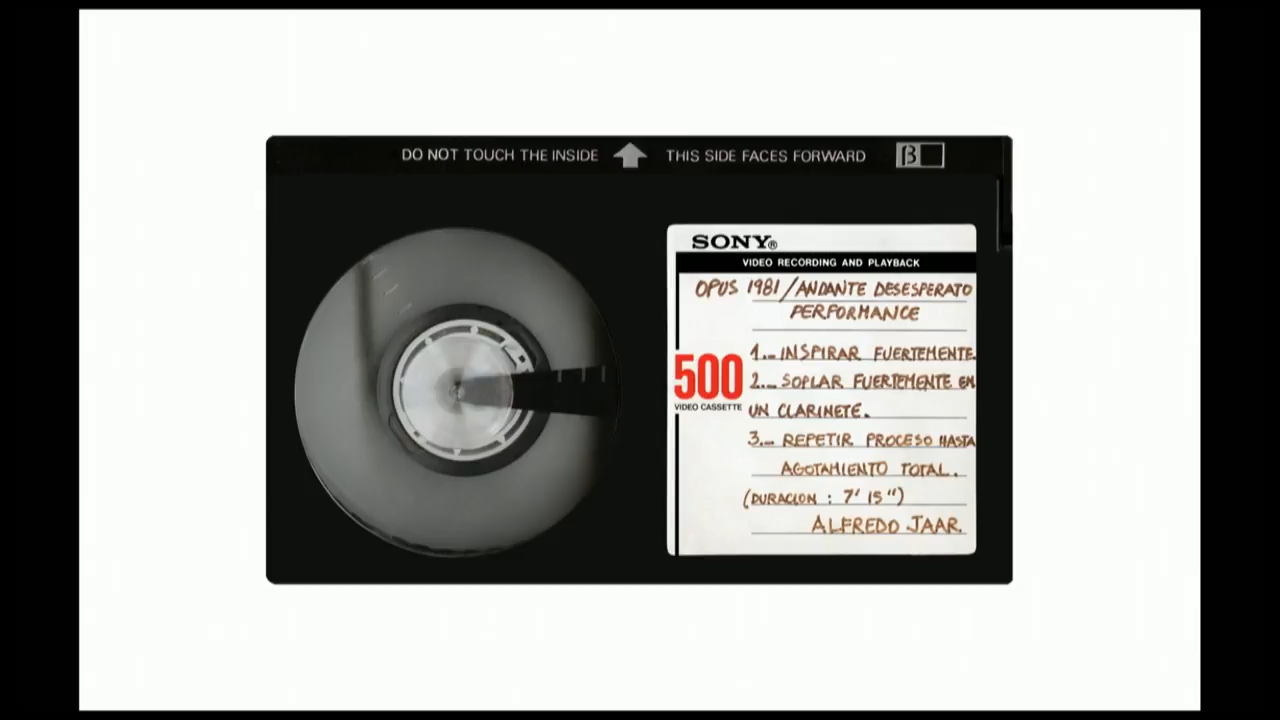 DO NOT TOUCH THE INSIDE THIS SIDE FACES FORWARD β
SONY®
VIDEO RECORDING AND PLAYBACK
OPUS 1981/ANDANTE DESESPERATO
PERFORMANCE
1.- INSPIRAR FUERTEMENTE.
2.- SOPLAR FUERTEMENTE EN
UN CLARINETE.
3.- REPETIR PROCESO HASTA
AGOTAMIENTO TOTAL.
(DURACION : 7' 15")
ALFREDO JAAR.
500
VIDEO CASSETTE